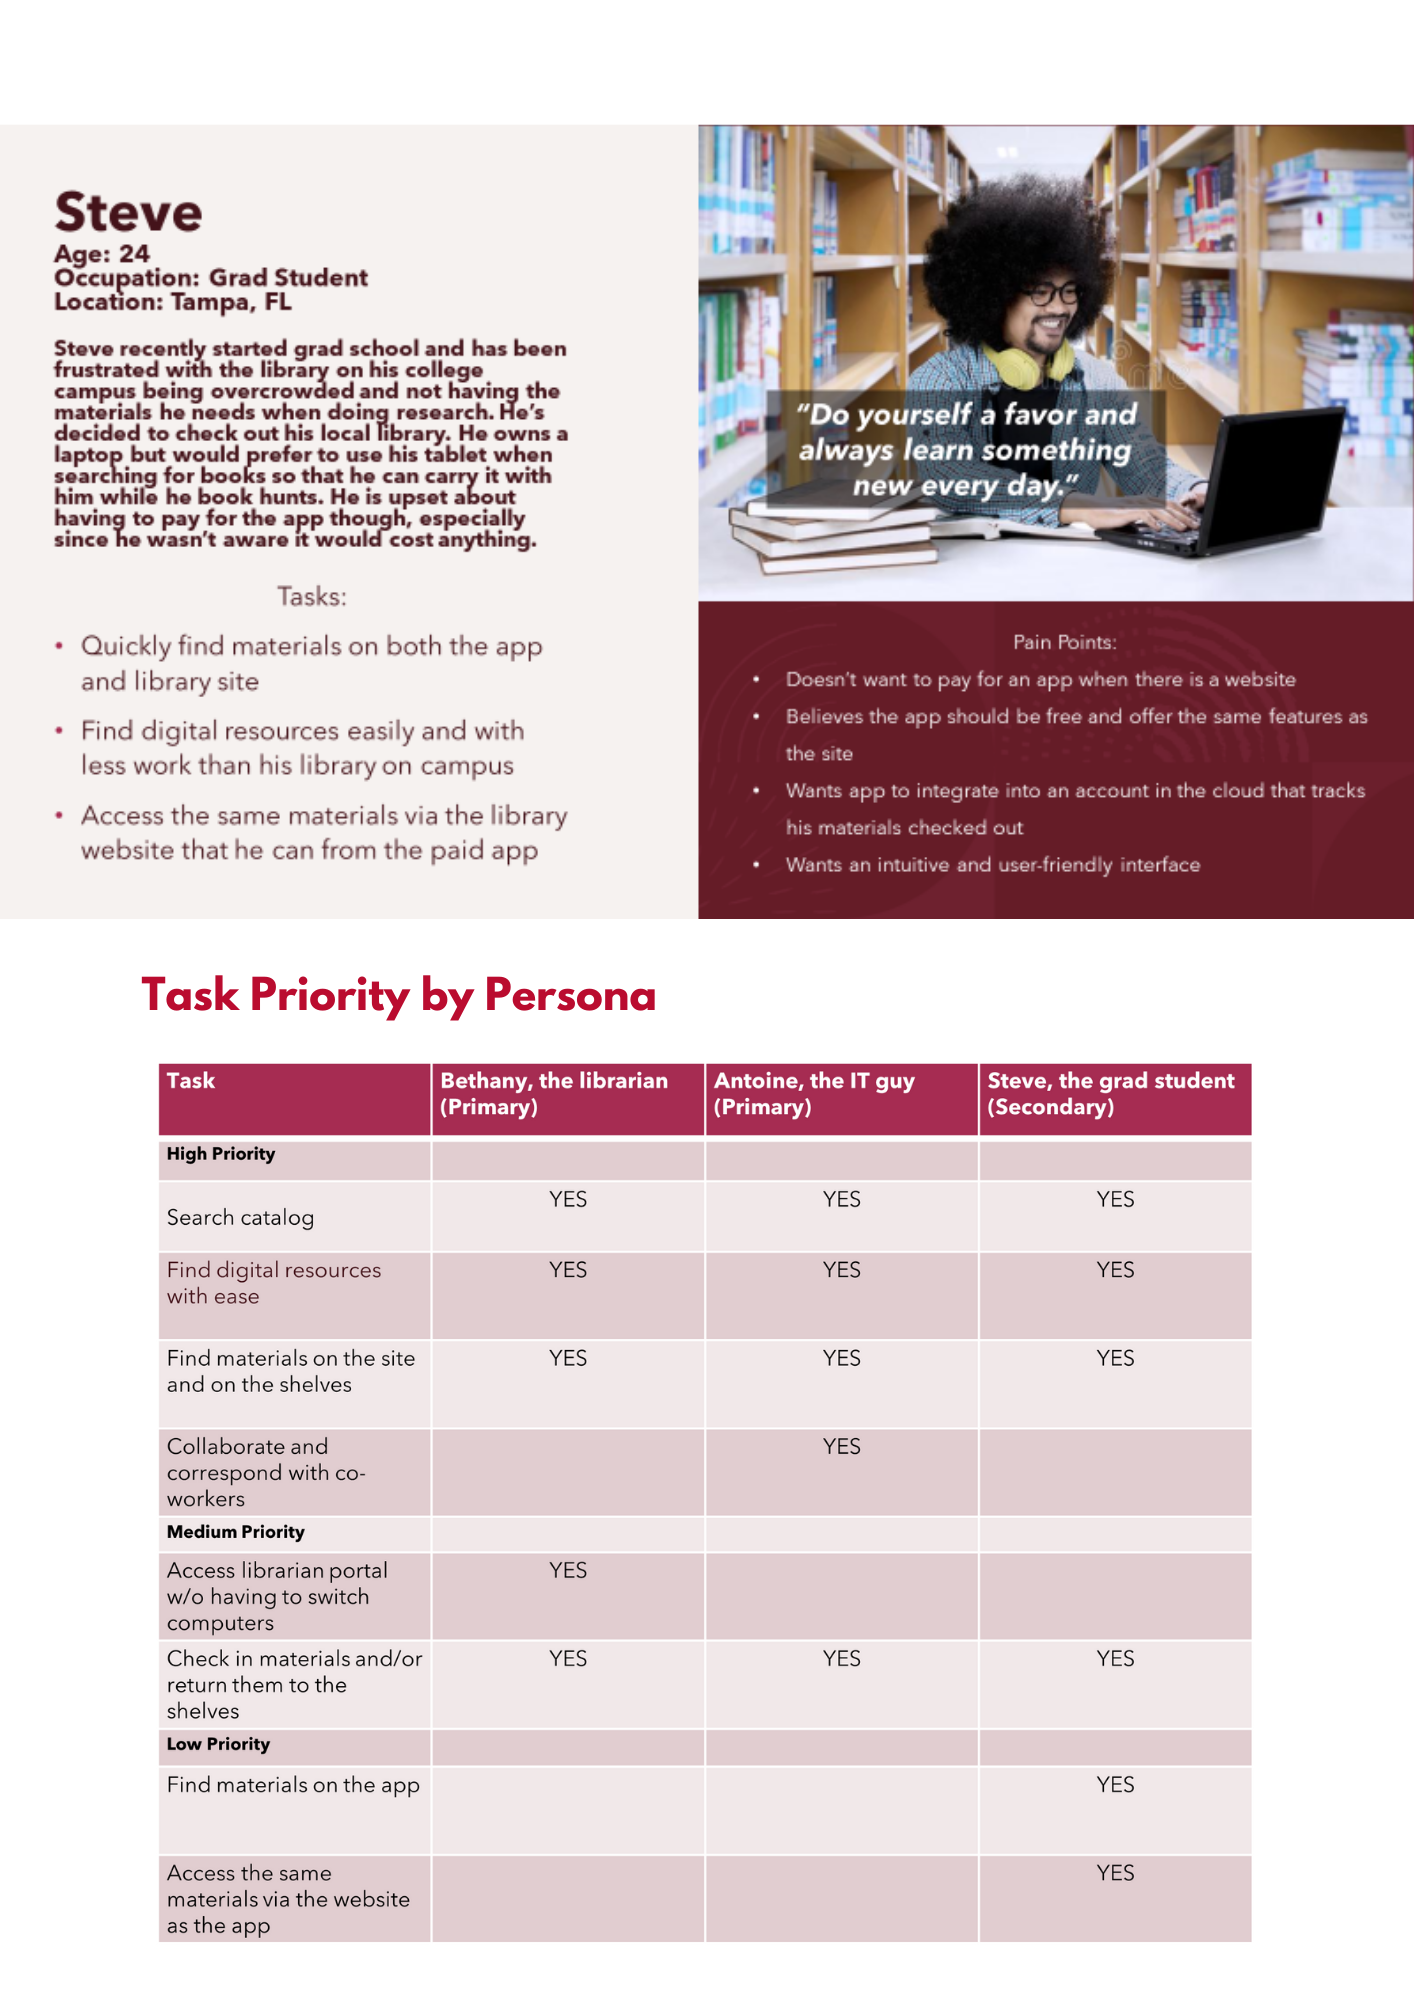 Steve
Age: 24
Occupation: Grad Student
Location: Tampa, FL
Steve recently started grad school and has been
frustrated with the library on his college
campus being overcrowded and not having the
materials he needs when doing research. He's
decided to check out his local library. He owns a
laptop but would prefer to use his tablet when
searching for books so that he can carry it with
him while he book hunts. He is upset about
having to pay for the app though, especially
since he wasn't aware it would cost anything.
Tasks:
• Quickly find materials on both the app
and library site
• Find digital resources easily and with
less work than his library on campus
• Access the same materials via the library
website that he can from the paid app
"Do yourself a favor and
always learn something
new every day."
Pain Points:
• Doesn't want to pay for an app when there is a website
• Believes the app should be free and offer the same features as
the site
• Wants app to integrate into an account in the cloud that tracks
his materials checked out
• Wants an intuitive and user-friendly interface
Task Priority by Persona
Task
Bethany, the librarian
(Primary)
Antoine, the IT guy
(Primary)
Steve, the grad student
(Secondary)
High Priority
Search catalog
YES
YES
YES
Find digital resources
with ease
YES
YES
YES
Find materials on the site
and on the shelves
YES
YES
YES
Collaborate and
correspond with co-
workers
YES
Medium Priority
Access librarian portal
w/o having to switch
computers
YES
Check in materials and/or
return them to the
shelves
YES
YES
YES
Low Priority
Find materials on the app
YES
Access the same
materials via the website
as the app
YES